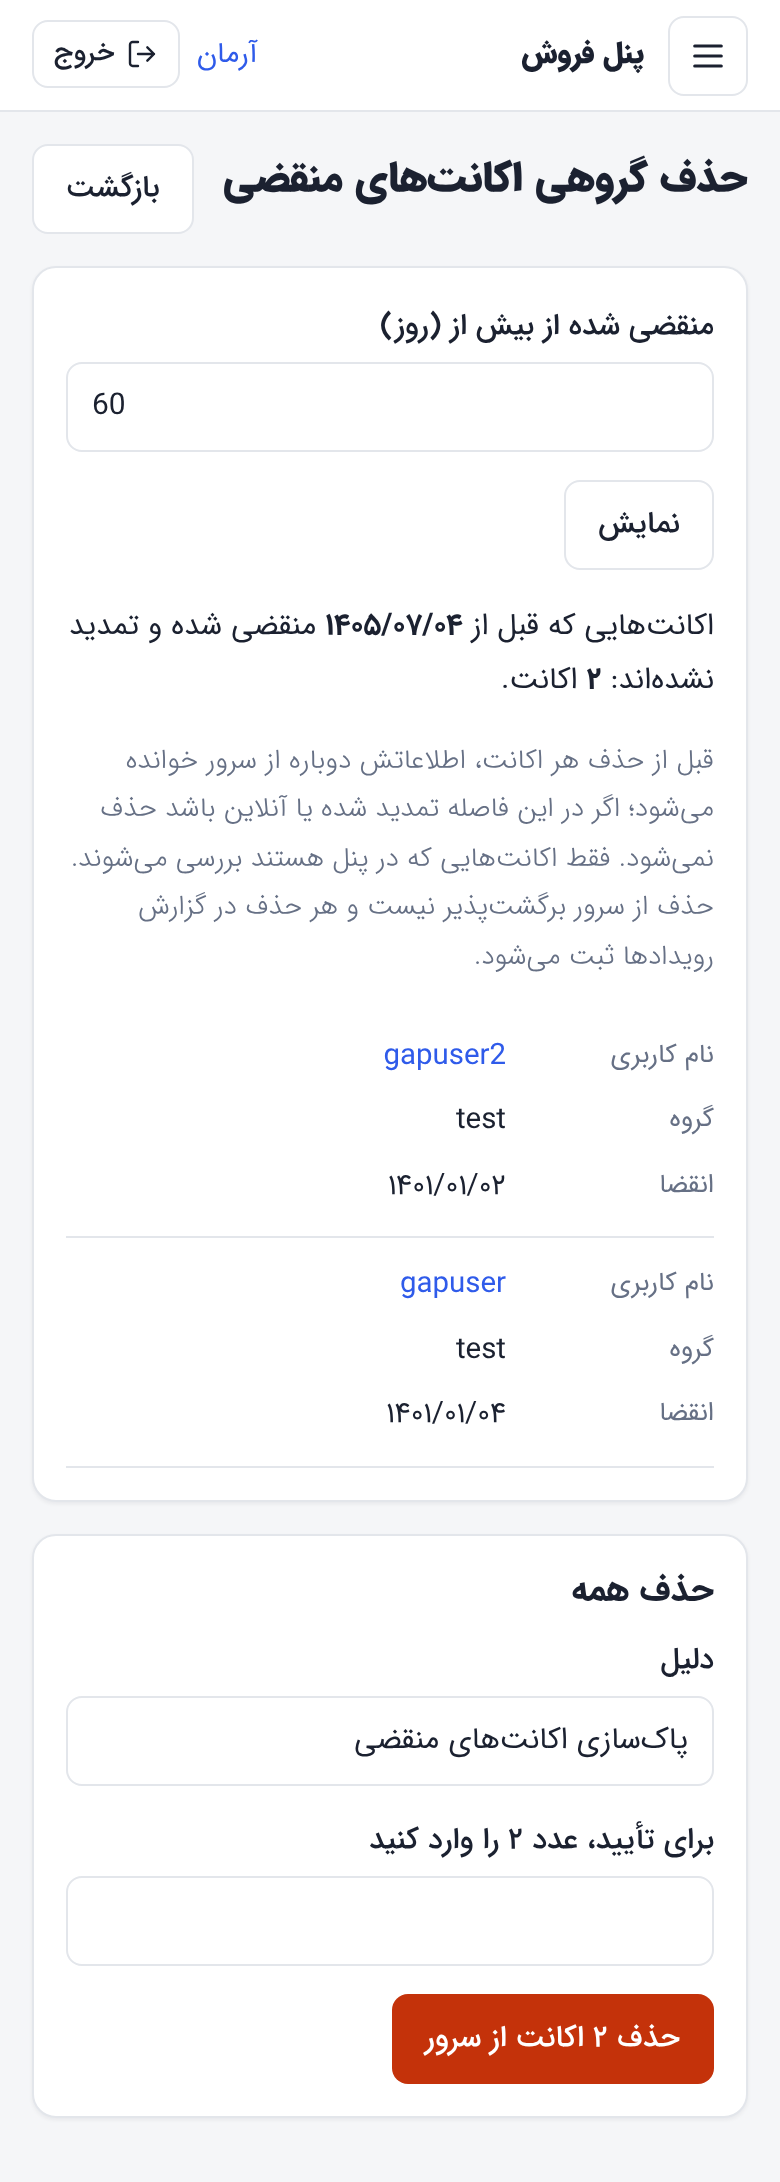 پنل فروش
آرمان
خروج
حذف گروهی اکانت‌های منقضی
بازگشت
منقضی شده از بیش از (روز)
60
نمایش
اکانت‌هایی که قبل از ۱۴۰۵/۰۷/۰۴ منقضی شده و تمدید
نشده‌اند: ۲ اکانت.
قبل از حذف هر اکانت، اطلاعاتش دوباره از سرور خوانده
می‌شود؛ اگر در این فاصله تمدید شده یا آنلاین باشد حذف
نمی‌شود. فقط اکانت‌هایی که در پنل هستند بررسی می‌شوند.
حذف از سرور برگشت‌پذیر نیست و هر حذف در گزارش
رویدادها ثبت می‌شود.
نام کاربری gapuser2
گروه test
انقضا ۱۴۰۱/۰۱/۰۲
نام کاربری gapuser
گروه test
انقضا ۱۴۰۱/۰۱/۰۴
حذف همه
دلیل
پاک‌سازی اکانت‌های منقضی
برای تأیید، عدد ۲ را وارد کنید
حذف ۲ اکانت از سرور